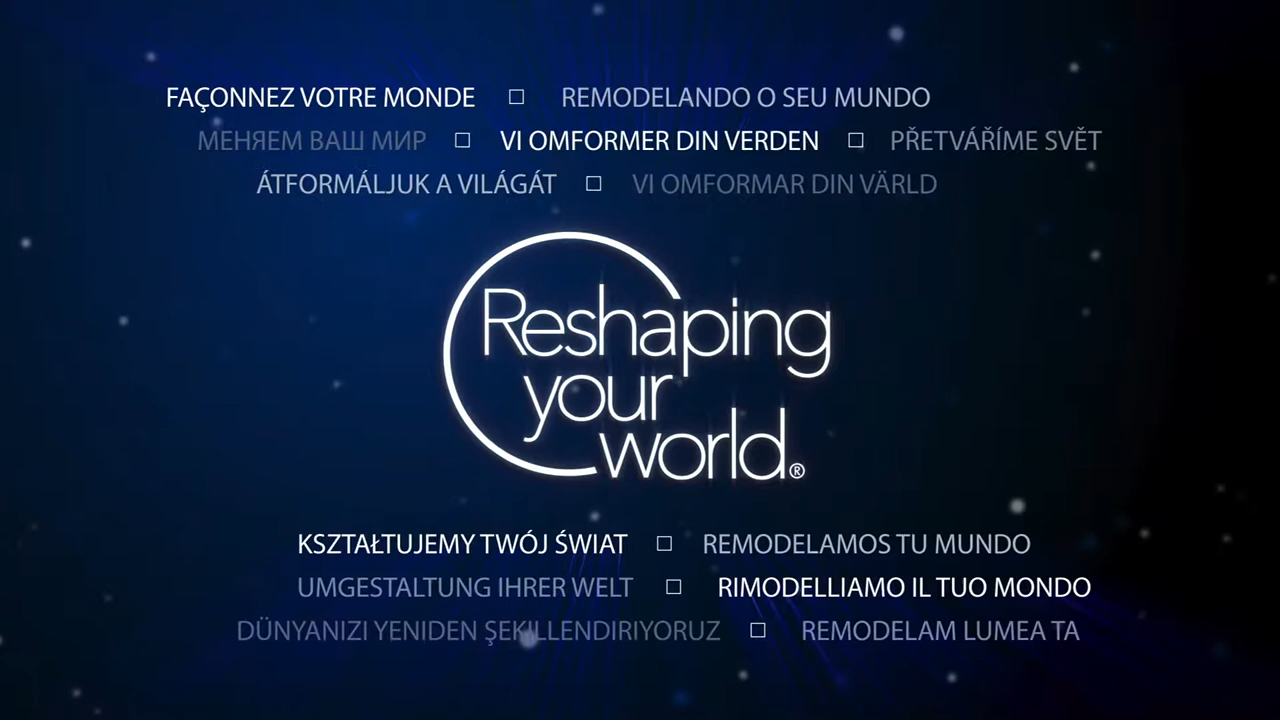 FAÇONNEZ VOTRE MONDE □ REMODELANDO O SEU MUNDO
МЕНЯЕМ ВАШ МИР □ VI OMFORMER DIN VERDEN □ PŘETVÁŘÍME SVĚT
ÁTFORMÁLJUK A VILÁGÁT □ VI OMFORMAR DIN VÄRLD
Reshaping
your
world®
KSZTAŁTUJEMY TWÓJ ŚWIAT □ REMODELAMOS TU MUNDO
UMGESTALTUNG IHRER WELT □ RIMODELLIAMO IL TUO MONDO
DÜNYANIZI YENIDEN ŞEKILLENDIRIYORUZ □ REMODELAM LUMEA TA